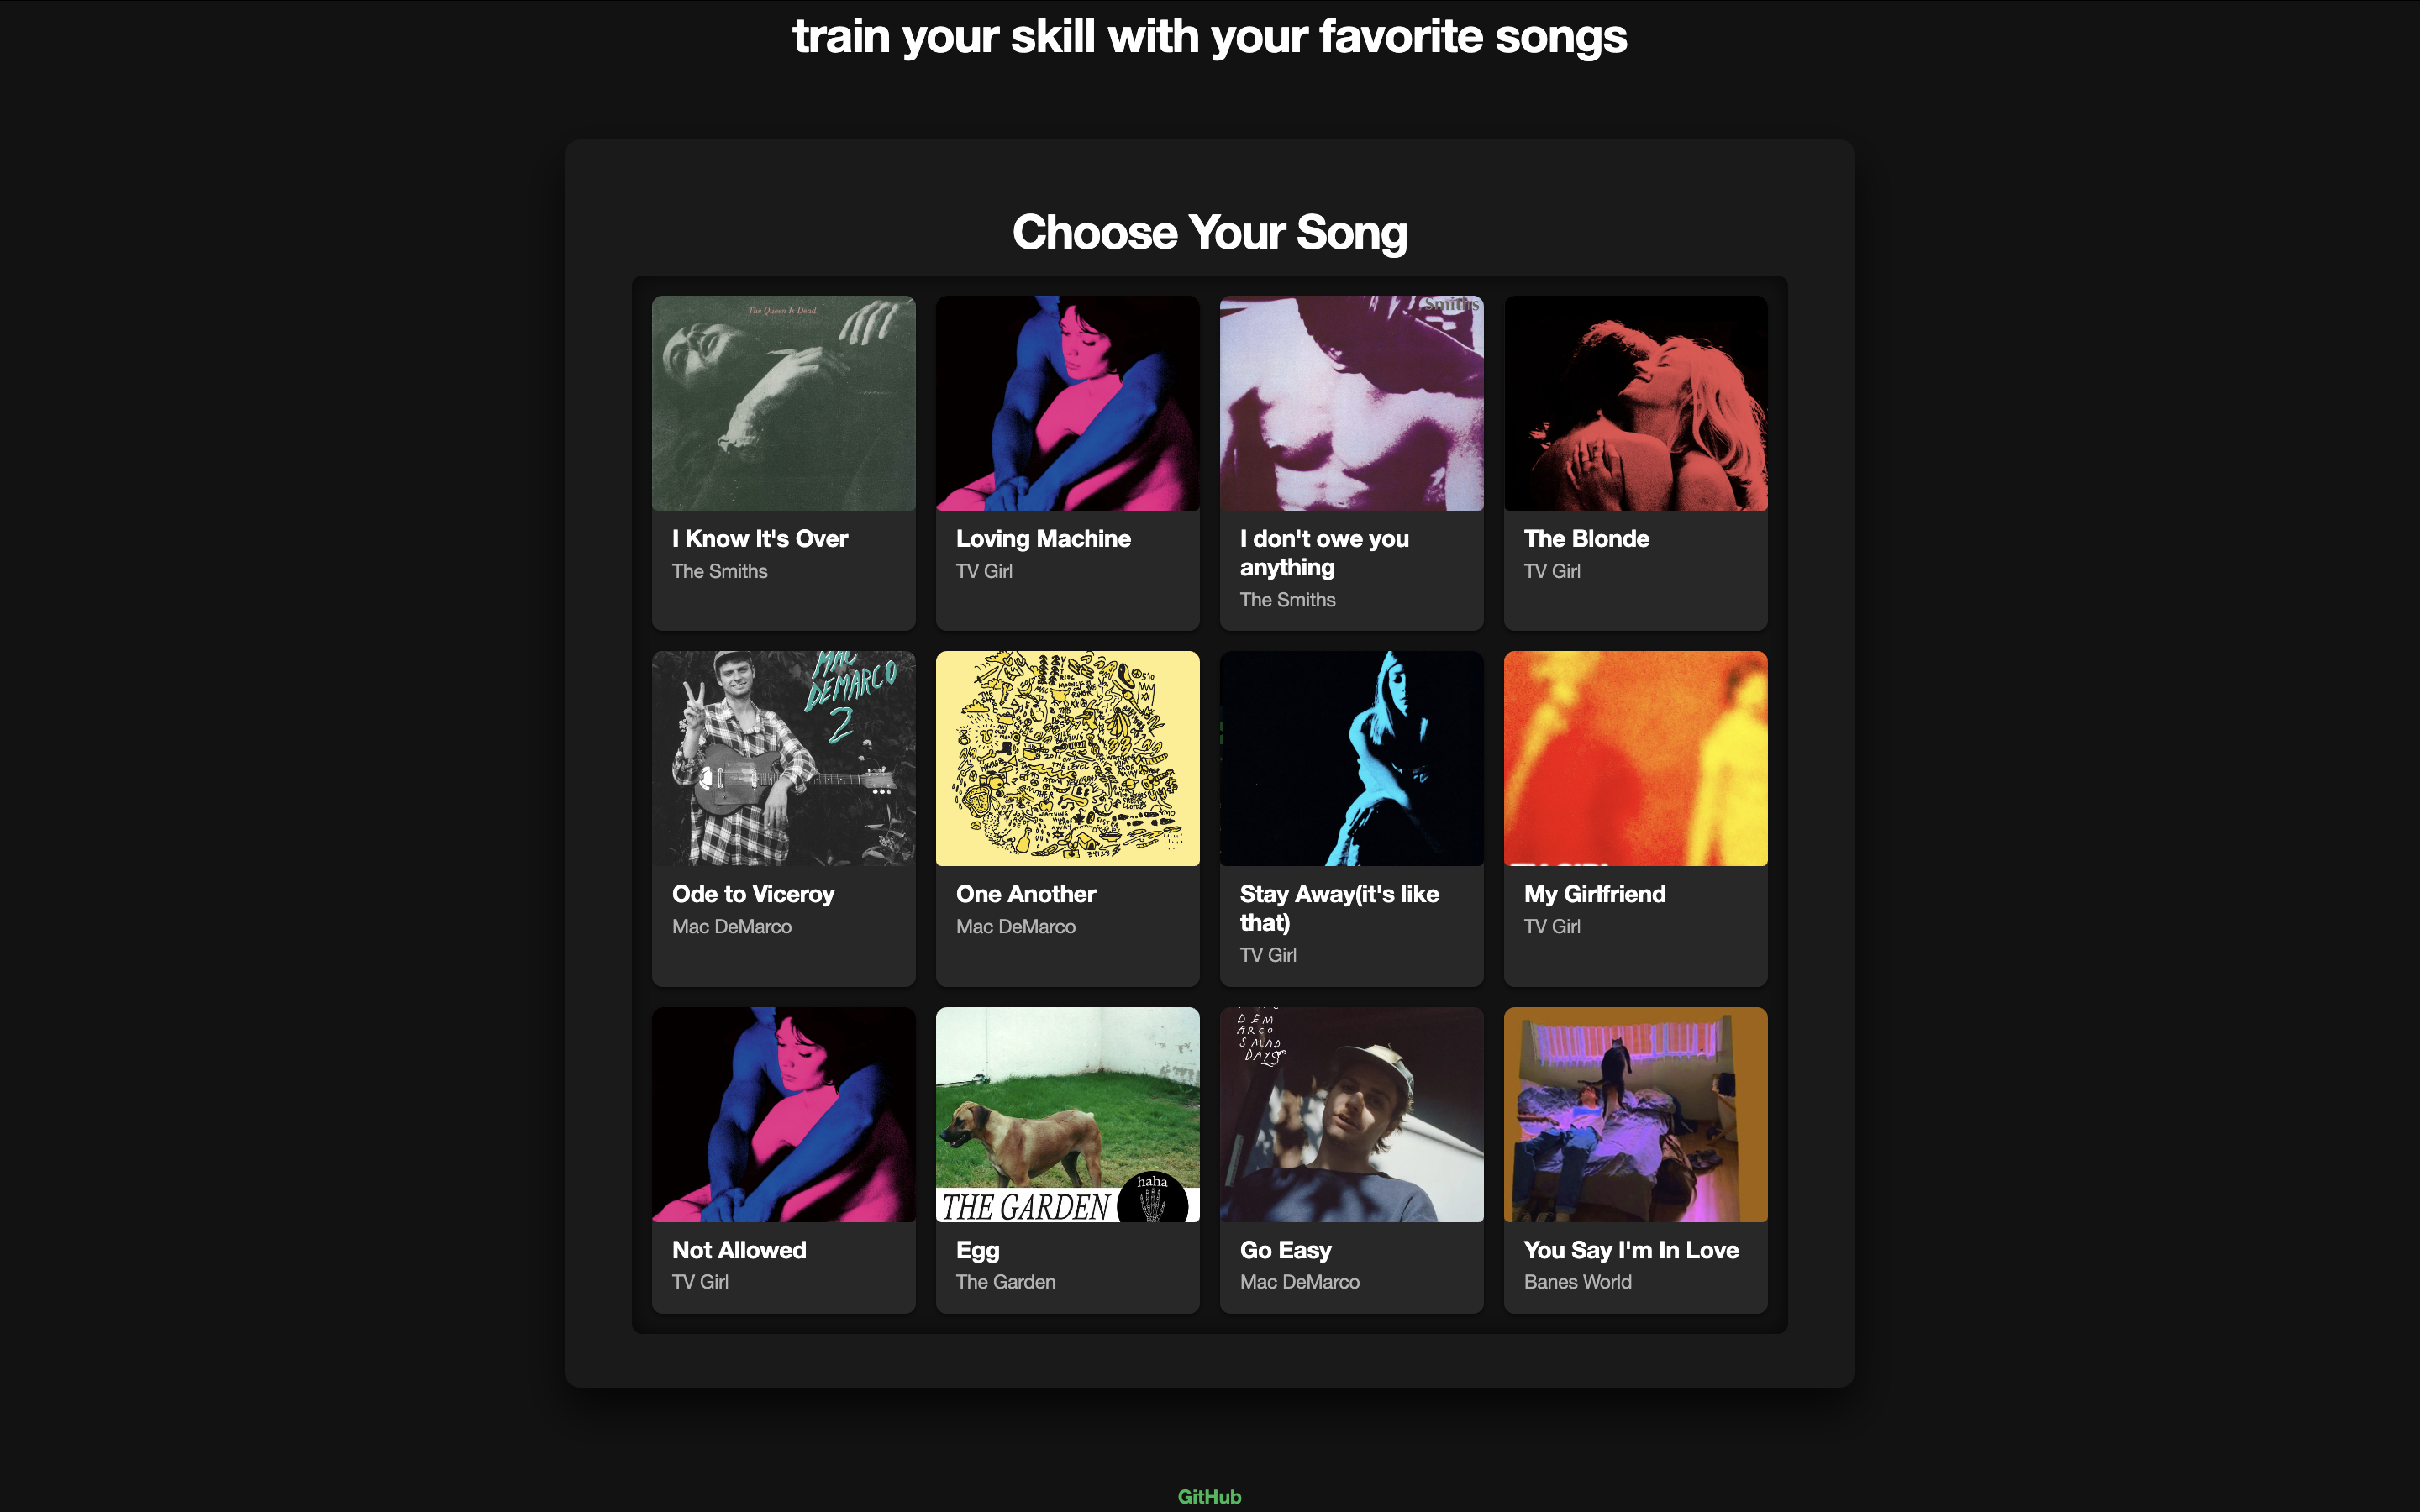 train your skill with your favorite songs
Choose Your Song
The Queen Is Dead
Smiths
I Know It's Over
The Smiths
Loving Machine
TV Girl
I don't owe you
anything
The Smiths
The Blonde
TV Girl
MAC
DEMARCO
2
Ode to Viceroy
Mac DeMarco
One Another
Mac DeMarco
Stay Away(it's like
that)
TV Girl
My Girlfriend
TV Girl
THE GARDEN
haha
DEM
ARCO
SALAD
DAYS
Not Allowed
TV Girl
Egg
The Garden
Go Easy
Mac DeMarco
You Say I'm In Love
Banes World
GitHub